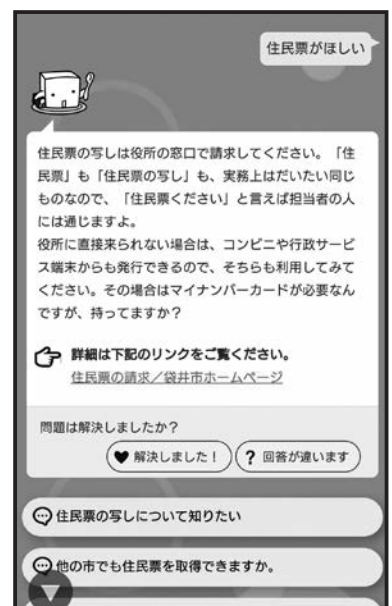 住民票がほしい
住民票の写しは役所の窓口で請求してください。「住
民票」も「住民票の写し」も、実務上はだいたい同じ
ものなので、「住民票ください」と言えば担当者の人
には通じますよ。
役所に直接来られない場合は、コンビニや行政サービ
ス端末からも発行できるので、そちらも利用してみて
ください。その場合はマイナンバーカードが必要なん
ですが、持ってますか？
詳細は下記のリンクをご覧ください。
住民票の請求／袋井市ホームページ
問題は解決しましたか？
解決しました！
? 回答が違います
住民票の写しについて知りたい
他の市でも住民票を取得できますか。